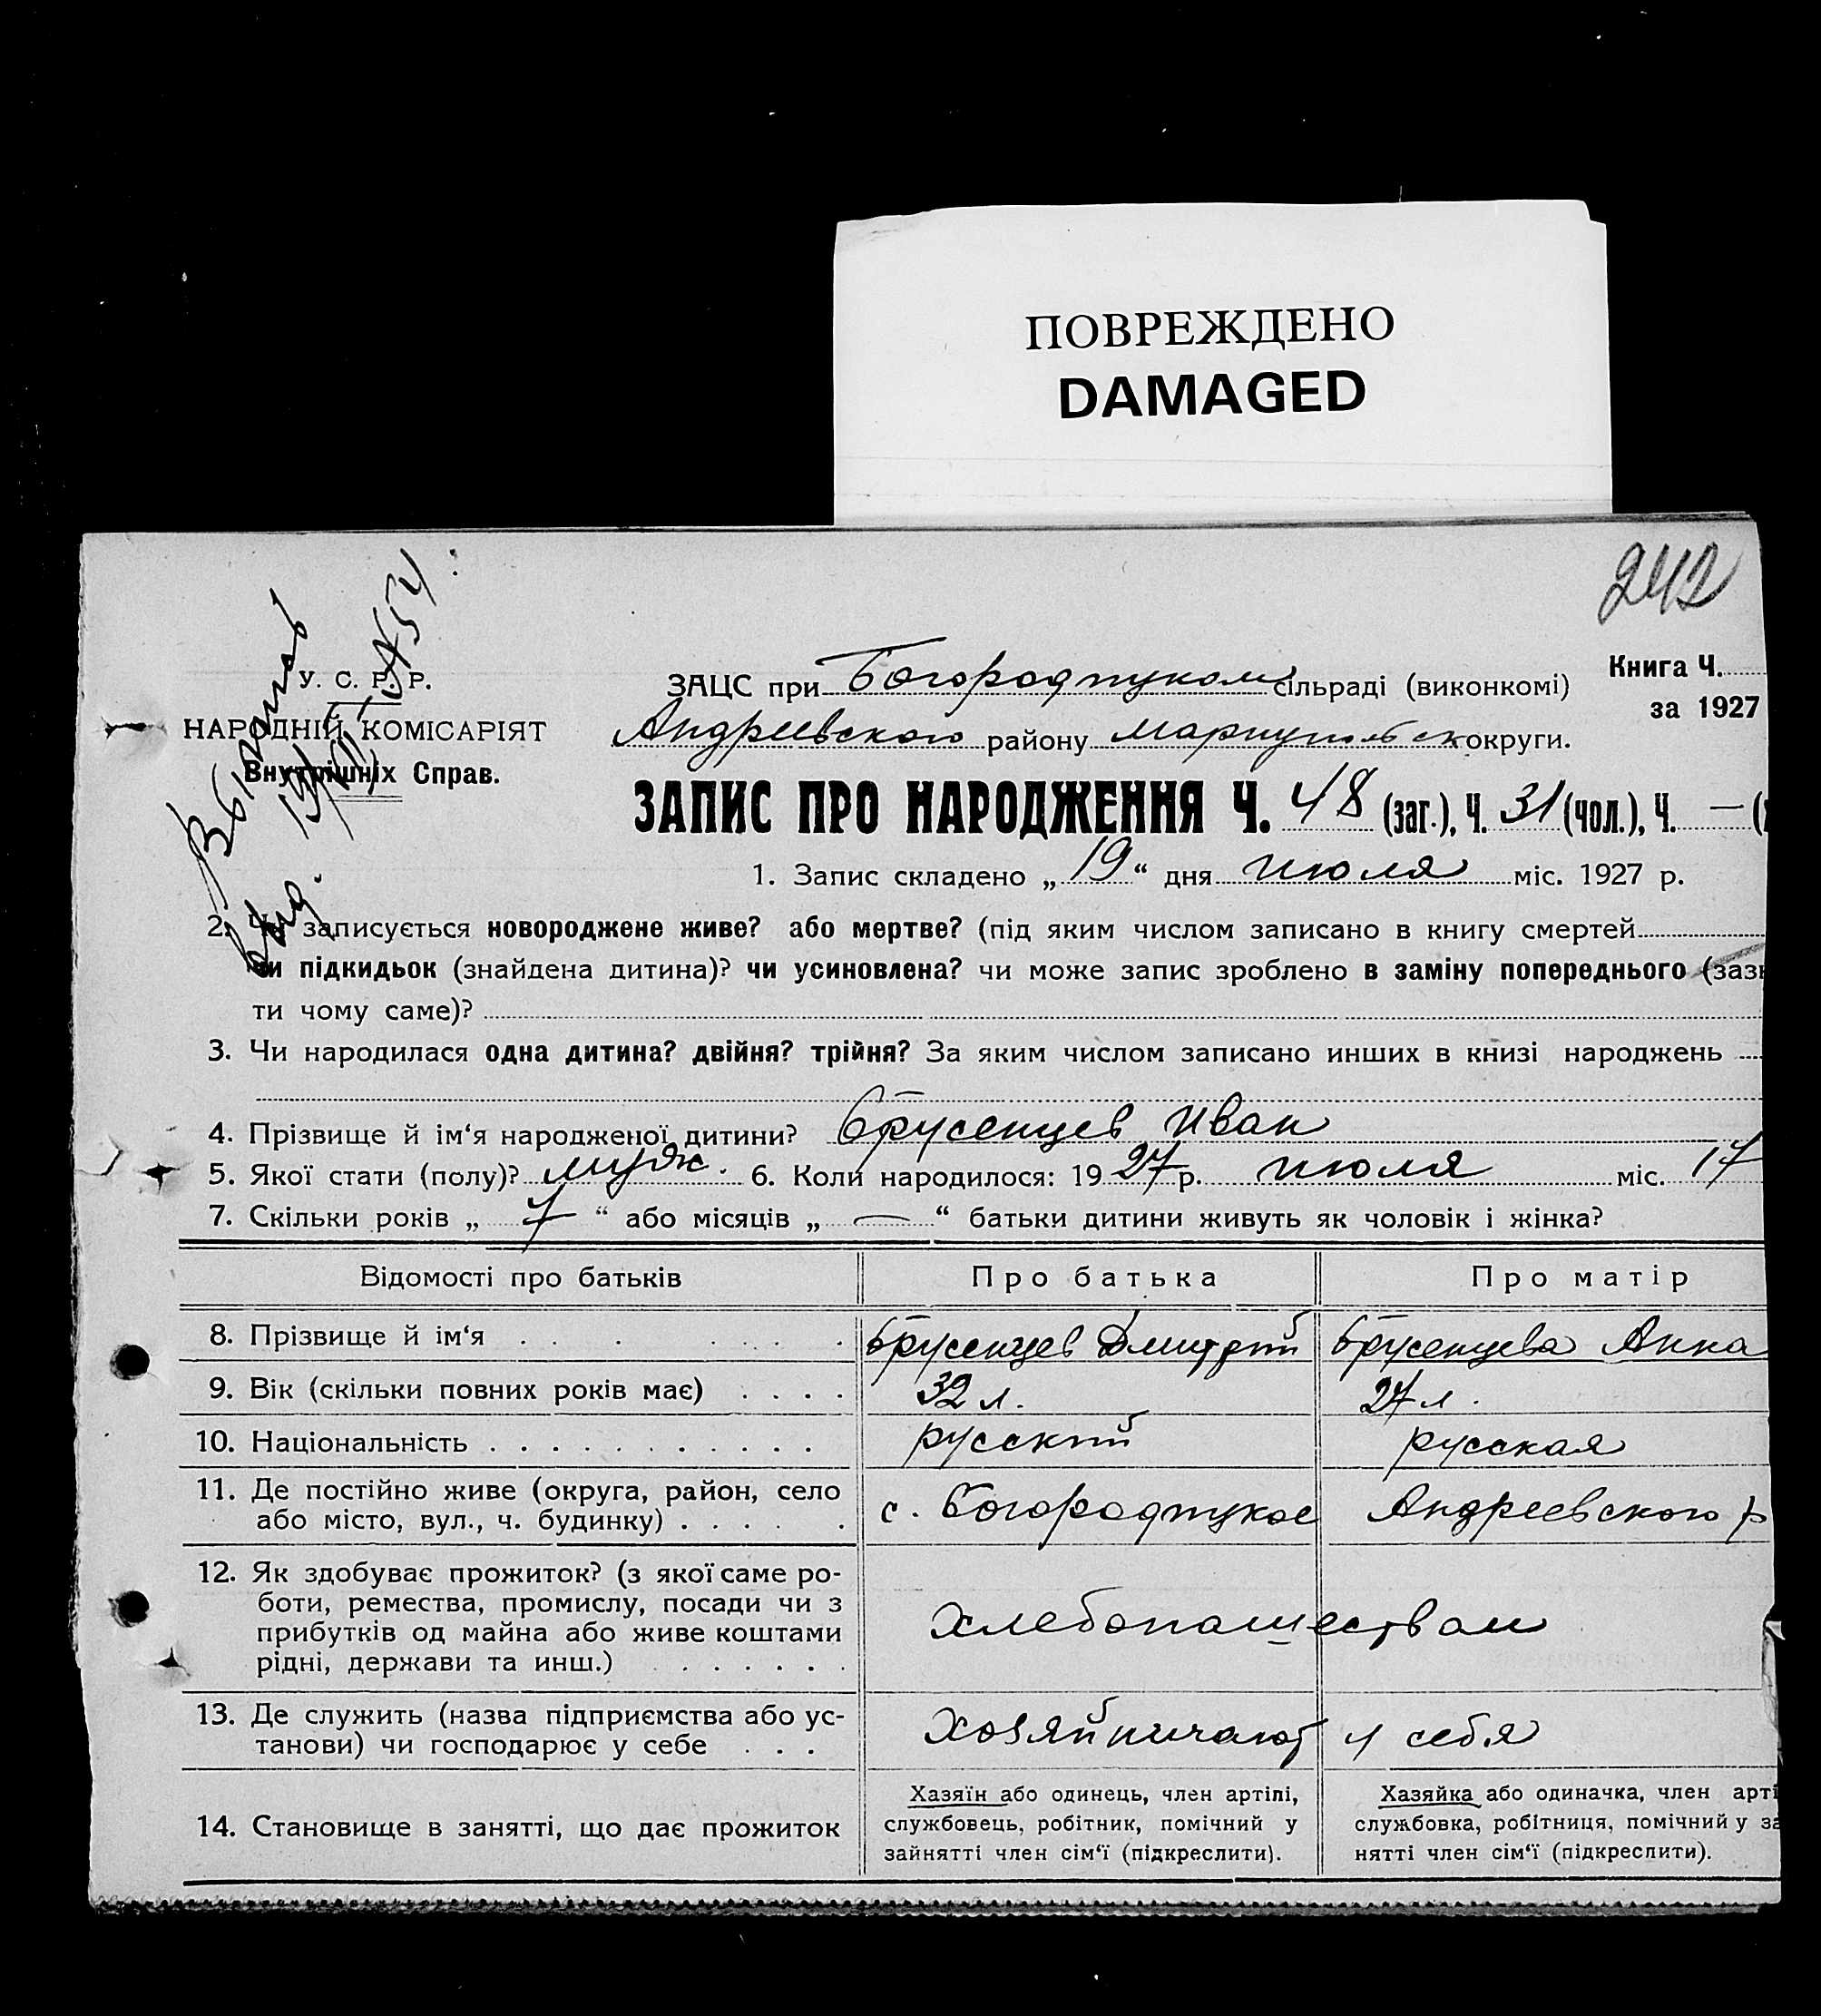 ПОВРЕЖДЕНО
DAMAGED
242
У. С. Р. Р.
НАРОДНІЙ КОМІСАРІЯТ
Внутрішніх Справ.
Книга Ч.
за 1927
ЗАЦС при сільраді (виконкомі)
Андреевского району Мариупольск округи.
ЗАПИС ПРО НАРОДЖЕННЯ Ч. 48 (заг.), Ч. 31 (чол.), Ч. — (
1. Запис складено „ 19 “ дня июля міс. 1927 р.
2. записується новороджене живе? або мертве? (під яким числом записано в книгу смертей
чи підкидьок (знайдена дитина)? чи усиновлена? чи може запис зроблено в заміну попереднього (зазн
ти чому саме)?
3. Чи народилася одна дитина? двійня? трійня? За яким числом записано инших в книзі народжень
4. Прізвище й ім‘я народженої дитини? Брусенцев Иван
5. Якої стати (полу)? муж. 6. Коли народилося: 19 27 р. июля міс. 17
7. Скільки років „ 7 “ або місяців „ — “ батьки дитини живуть як чоловік і жінка?
Відомості про батьків Про батька Про матір
8. Прізвище й ім‘я Брусенцев Дмитрий Брусенцева Анна
9. Вік (скільки повних років має) 32 л. 27 л.
10. Національність русский русская
11. Де постійно живе (округа, район, село
або місто, вул., ч. будинку) с. Андреевского р
12. Як здобуває прожиток? (з якої саме ро-
боти, ремества, промислу, посади чи з
прибутків од майна або живе коштами
рідні, держави та инш.) хлебопашеством
13. Де служить (назва підприємства або ус-
танови) чи господарює у себе хозяйничают у себя
14. Становище в занятті, що дає прожиток
Хазяїн або одинець, член артілі,
службовець, робітник, помічний у
зайнятті член сім‘ї (підкреслити).
Хазяйка або одиначка, член арті
службовка, робітниця, помічний у за
нятті член сім‘ї (підкреслити).